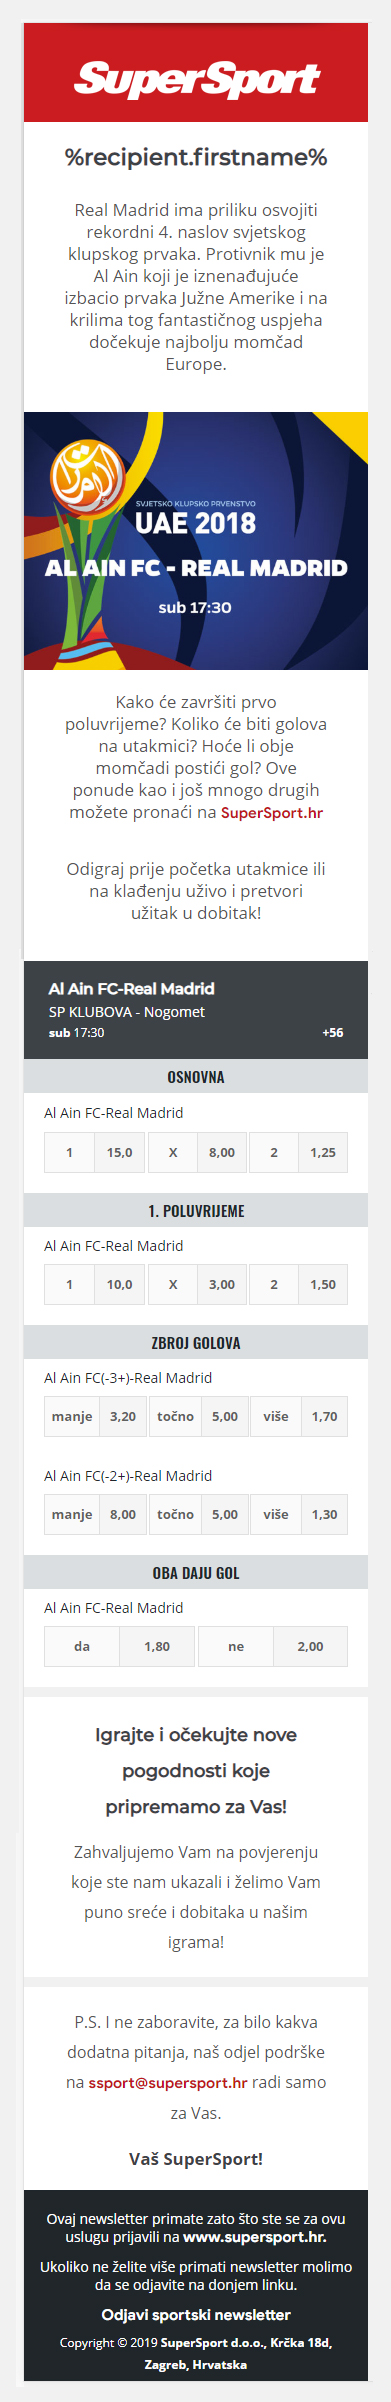 SuperSport
%recipient.firstname%
Real Madrid ima priliku osvojiti
rekordni 4. naslov svjetskog
klupskog prvaka. Protivnik mu je
Al Ain koji je iznenađujuće
izbacio prvaka Južne Amerike i na
krilima tog fantastičnog uspjeha
dočekuje najbolju momčad
Europe.
SVJETSKO KLUPSKO PRVENSTVO
UAE 2018
AL AIN FC - REAL MADRID
sub 17:30
Kako će završiti prvo
poluvrijeme? Koliko će biti golova
na utakmici? Hoće li obje
momčadi postići gol? Ove
ponude kao i još mnogo drugih
možete pronaći na SuperSport.hr
Odigraj prije početka utakmice ili
na klađenju uživo i pretvori
užitak u dobitak!
Al Ain FC-Real Madrid
SP KLUBOVA - Nogomet
sub 17:30 +56
OSNOVNA
Al Ain FC-Real Madrid
1 15,0 X 8,00 2 1,25
1. POLUVRIJEME
Al Ain FC-Real Madrid
1 10,0 X 3,00 2 1,50
ZBROJ GOLOVA
Al Ain FC(-3+)-Real Madrid
manje 3,20 točno 5,00 više 1,70
Al Ain FC(-2+)-Real Madrid
manje 8,00 točno 5,00 više 1,30
OBA DAJU GOL
Al Ain FC-Real Madrid
da 1,80 ne 2,00
Igrajte i očekujte nove
pogodnosti koje
pripremamo za Vas!
Zahvaljujemo Vam na povjerenju
koje ste nam ukazali i želimo Vam
puno sreće i dobitaka u našim
igrama!
P.S. I ne zaboravite, za bilo kakva
dodatna pitanja, naš odjel podrške
na ssport@supersport.hr radi samo
za Vas.
Vaš SuperSport!
Ovaj newsletter primate zato što ste se za ovu
uslugu prijavili na www.supersport.hr.
Ukoliko ne želite više primati newsletter molimo
da se odjavite na donjem linku.
Odjavi sportski newsletter
Copyright © 2019 SuperSport d.o.o., Krčka 18d,
Zagreb, Hrvatska